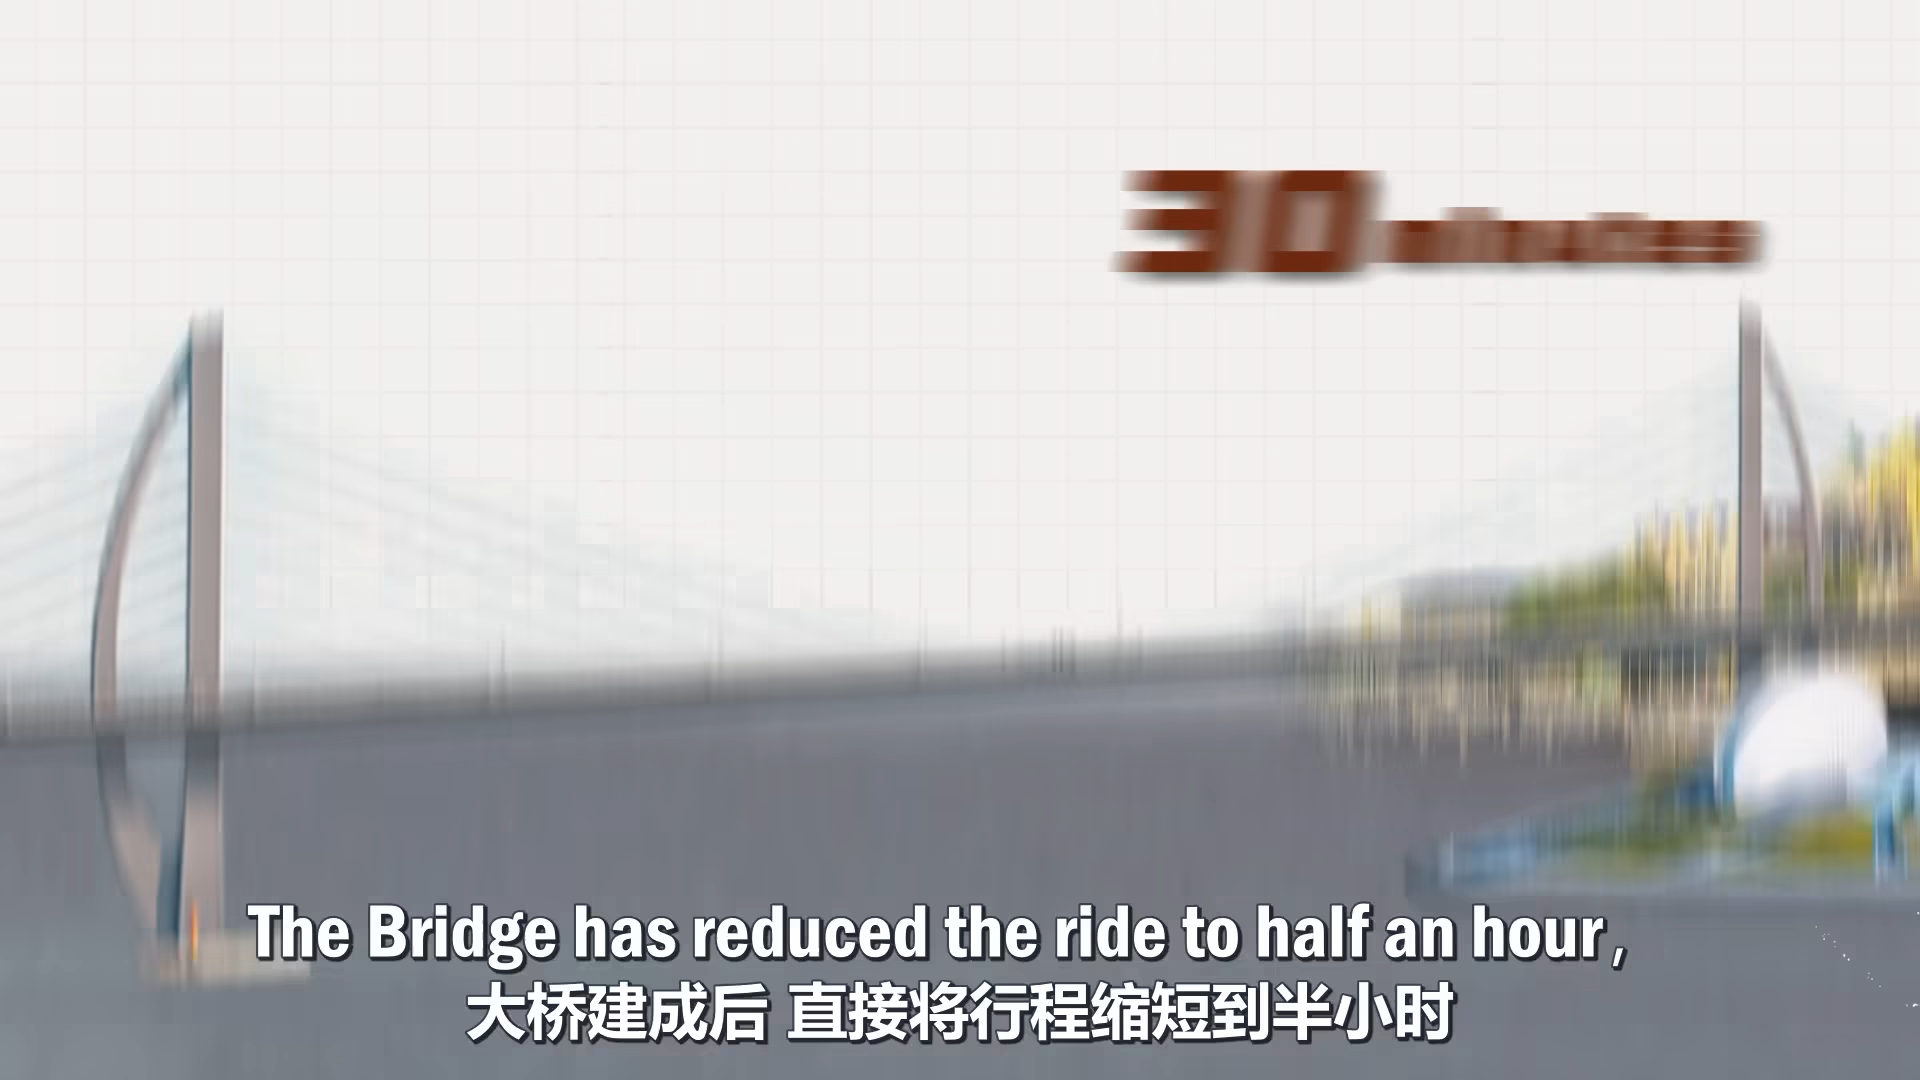 30 minutes
The Bridge has reduced the ride to half an hour,
大桥建成后 直接将行程缩短到半小时